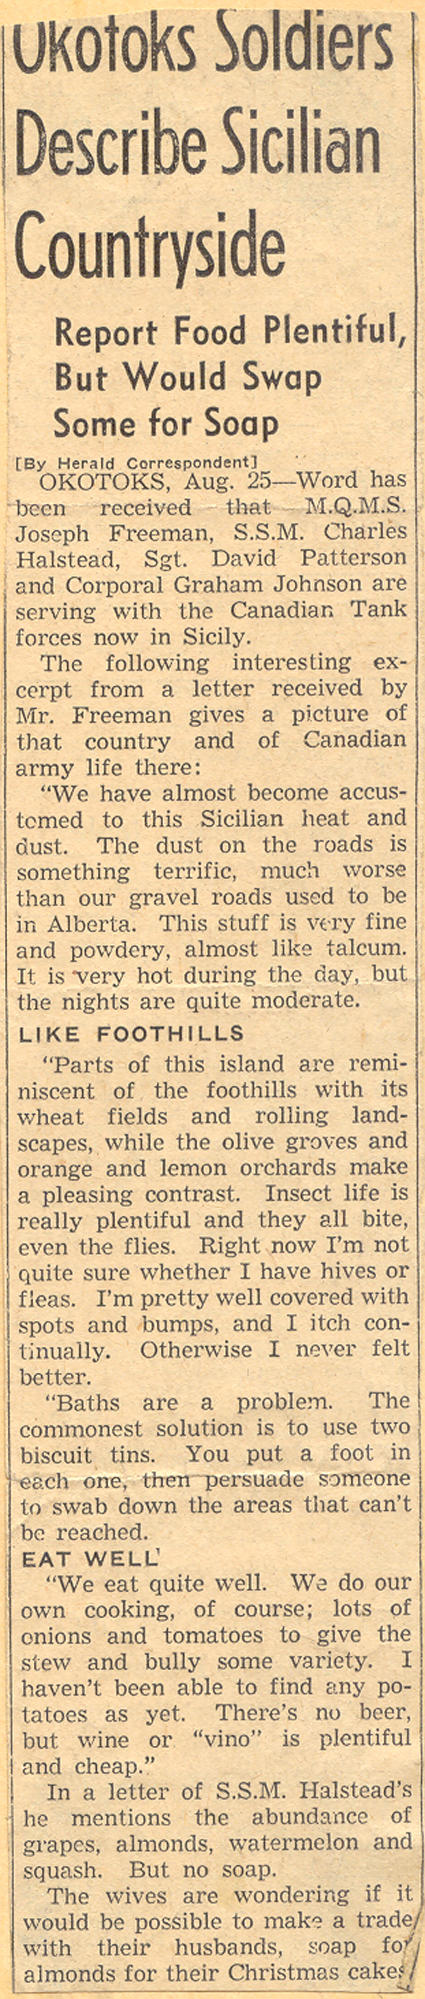 Okotoks Soldiers
Describe Sicilian
Countryside
Report Food Plentiful,
But Would Swap
Some for Soap
[By Herald Correspondent]
OKOTOKS, Aug. 25—Word has
been received that M.Q.M.S.
Joseph Freeman, S.S.M. Charles
Halstead, Sgt. David Patterson
and Corporal Graham Johnson are
serving with the Canadian Tank
forces now in Sicily.
The following interesting ex-
cerpt from a letter received by
Mr. Freeman gives a picture of
that country and of Canadian
army life there:
"We have almost become accus-
tomed to this Sicilian heat and
dust. The dust on the roads is
something terrific, much worse
than our gravel roads used to be
in Alberta. This stuff is very fine
and powdery, almost like talcum.
It is very hot during the day, but
the nights are quite moderate.
LIKE FOOTHILLS
"Parts of this island are remi-
niscent of the foothills with its
wheat fields and rolling land-
scapes, while the olive groves and
orange and lemon orchards make
a pleasing contrast. Insect life is
really plentiful and they all bite,
even the flies. Right now I'm not
quite sure whether I have hives or
fleas. I'm pretty well covered with
spots and bumps, and I itch con-
tinually. Otherwise I never felt
better.
"Baths are a problem. The
commonest solution is to use two
biscuit tins. You put a foot in
each one, then persuade someone
to swab down the areas that can't
be reached.
EAT WELL
"We eat quite well. We do our
own cooking, of course; lots of
onions and tomatoes to give the
stew and bully some variety. I
haven't been able to find any po-
tatoes as yet. There's no beer,
but wine or "vino" is plentiful
and cheap."
In a letter of S.S.M. Halstead's
he mentions the abundance of
grapes, almonds, watermelon and
squash. But no soap.
The wives are wondering if it
would be possible to make a trade
with their husbands, soap for
almonds for their Christmas cakes